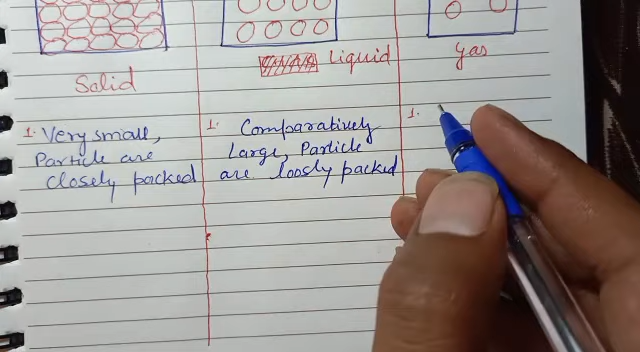 Solid
Liquid
gas
1. Very small,
Particle are
closely packed
1. Comparatively
Large, Particle
are loosly packed
1.